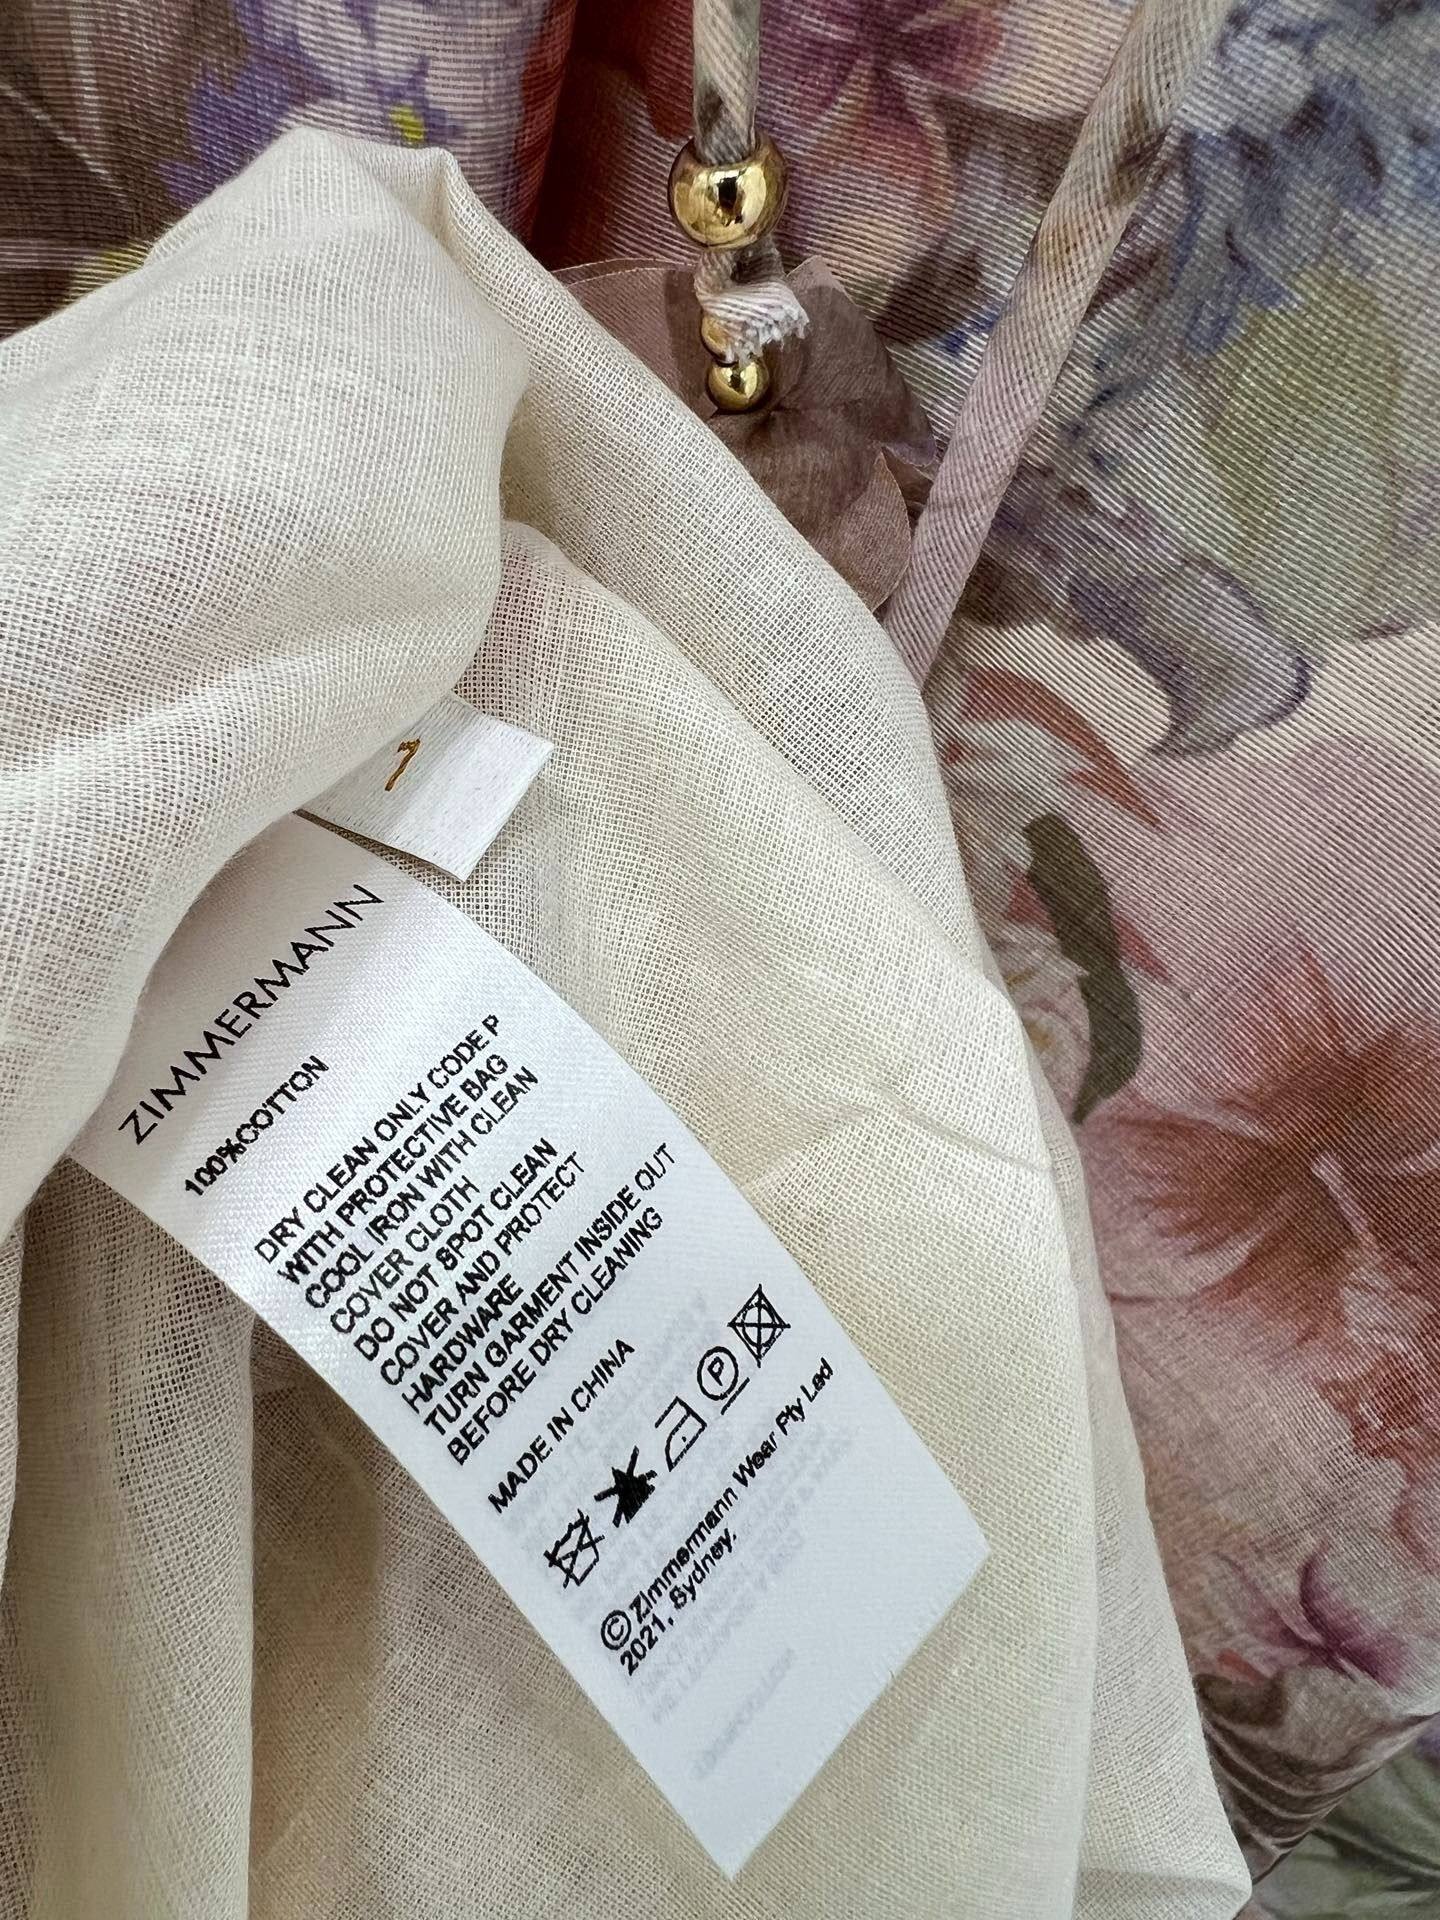 1
ZIMMERMANN
100%COTTON
DRY CLEAN ONLY CODE P
WITH PROTECTIVE BAG
COOL IRON WITH CLEAN
COVER CLOTH
DO NOT SPOT CLEAN
COVER AND PROTECT
HARDWARE
TURN GARMENT INSIDE OUT
BEFORE DRY CLEANING
MADE IN CHINA
P
©Zimmermann Wear Pty Led
2021, Sydney.